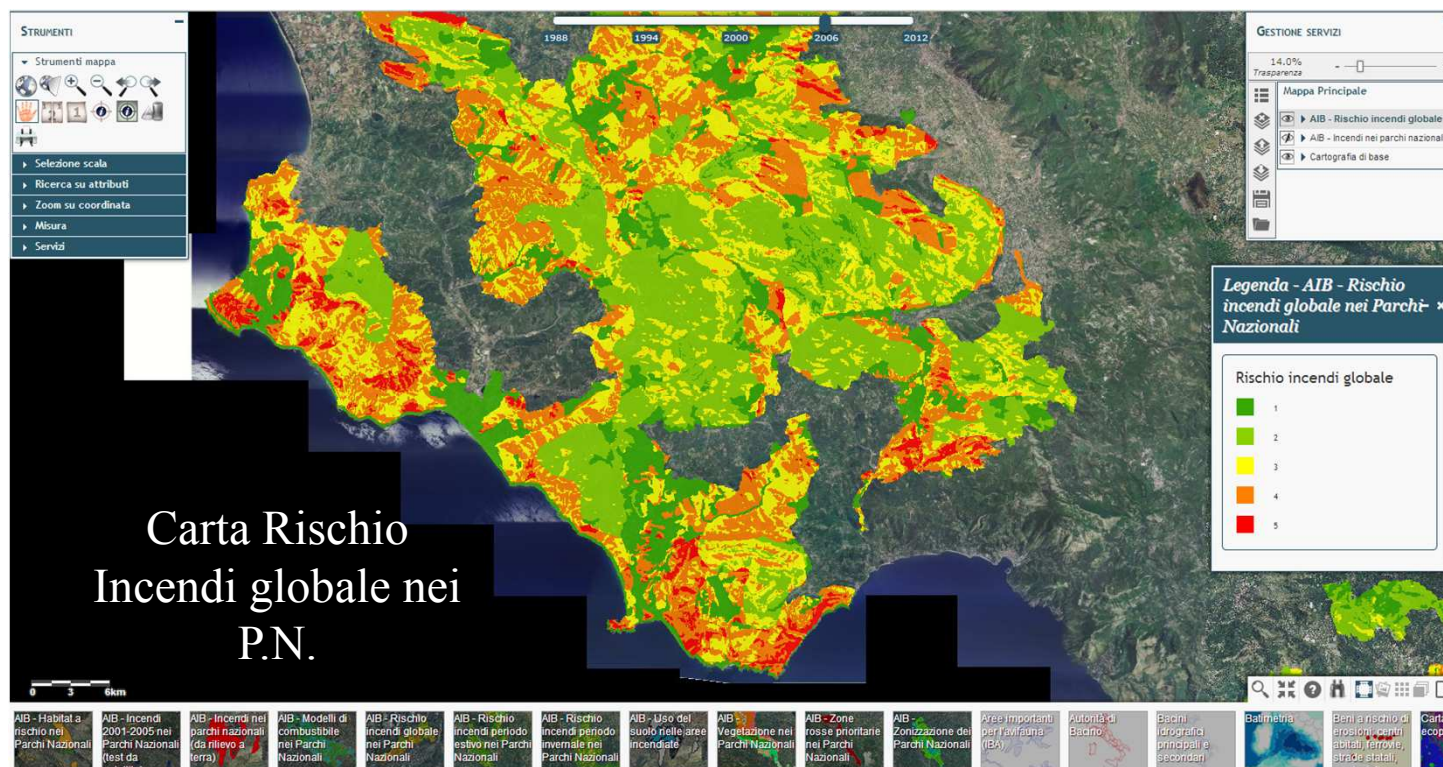 STRUMENTI
Strumenti mappa
Selezione scala
Ricerca su attributi
Zoom su coordinata
Misura
Servizi
1988
1994
2000
2006
2012
GESTIONE SERVIZI
14.0%
Trasparenza
Mappa Principale
AIB - Rischio incendi globale
AIB - Incendi nei parchi nazional
Cartografia di base
Legenda - AIB - Rischio
incendi globale nei Parchi
Nazionali
Rischio incendi globale
1
2
3
4
5
Carta Rischio
Incendi globale nei
P.N.
0 3 6km
AIB - Habitat a
rischio nei
Parchi Nazionali
AIB - Incendi
2001-2005 nei
Parchi Nazionali
(test da
AIB - Incendi nei
parchi nazionali
(da rilievo a
terra)
AIB - Modelli di
combustibile
nei Parchi
Nazionali
AIB - Rischio
incendi globale
nei Parchi
Nazionali
AIB - Rischio
incendi periodo
estivo nei Parchi
Nazionali
AIB - Rischio
incendi periodo
invernale nei
Parchi Nazionali
AIB - Uso del
suolo nelle aree
incendiate
AIB -
Vegetazione nei
Parchi Nazionali
AIB - Zone
rosse prioritarie
nei Parchi
Nazionali
AIB -
Zonizzazione dei
Parchi Nazionali
Aree importanti
per l'avifauna
(IBA)
Autorità di
Bacino
Bacini
idrografici
principali e
secondari
Batimetria
Beni a rischio di
erosioni: centri
abitati, ferrovie,
strade statali,
Carta
ecop